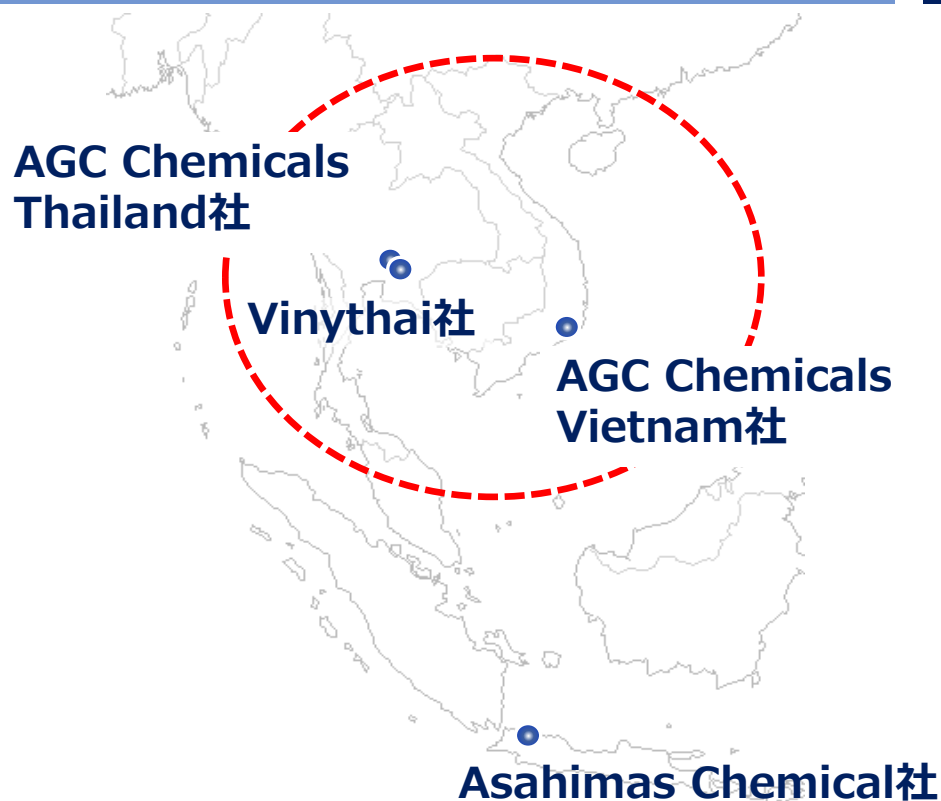 AGC Chemicals
Thailand社
Vinythai社
AGC Chemicals
Vietnam社
Asahimas Chemical社